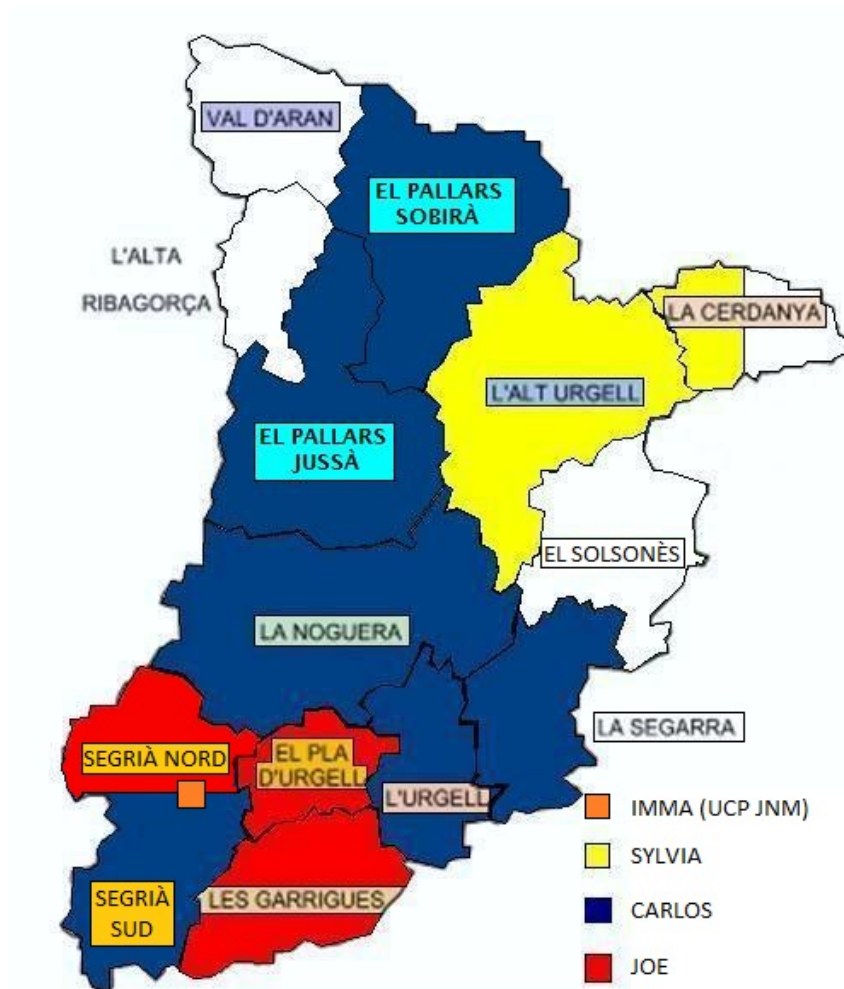 VAL D'ARAN
EL PALLARS
SOBIRÀ
L'ALTA
RIBAGORÇA
LA CERDANYA
L'ALT URGELL
EL PALLARS
JUSSÀ
EL SOLSONÈS
LA NOGUERA
LA SEGARRA
SEGRIÀ NORD
EL PLA
D'URGELL
L'URGELL
SEGRIÀ
SUD
LES GARRIGUES
IMMA (UCP JNM)
SYLVIA
CARLOS
JOE